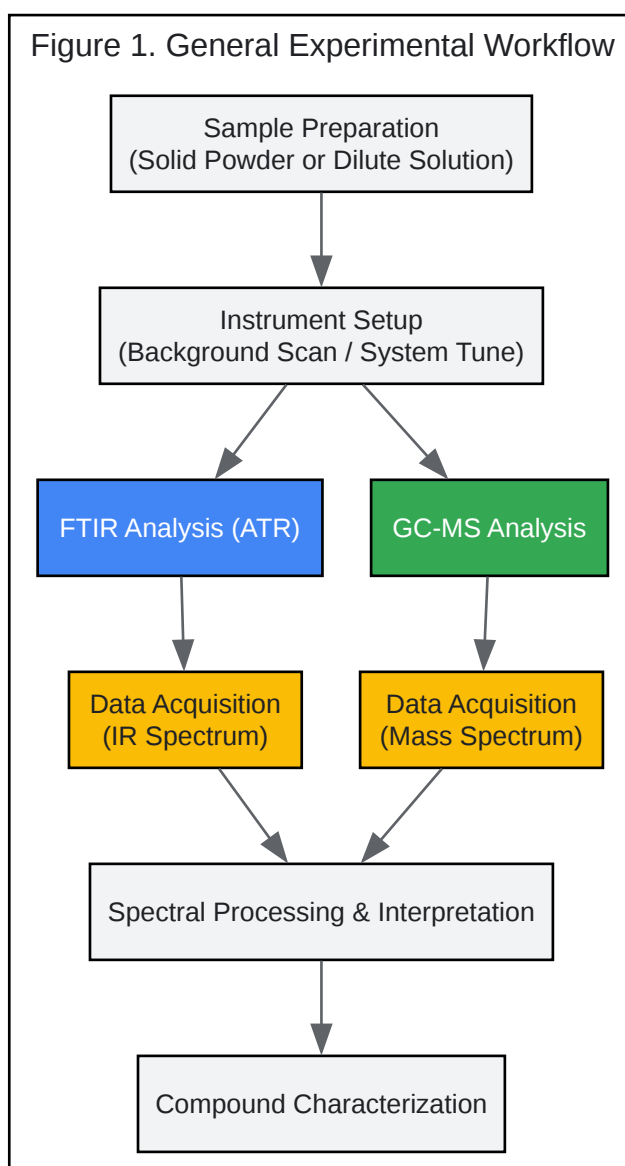 Figure 1. General Experimental Workflow
Sample Preparation
(Solid Powder or Dilute Solution)
Instrument Setup
(Background Scan / System Tune)
FTIR Analysis (ATR)
GC-MS Analysis
Data Acquisition
(IR Spectrum)
Data Acquisition
(Mass Spectrum)
Spectral Processing & Interpretation
Compound Characterization